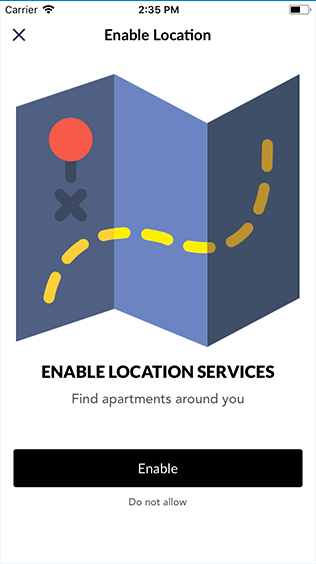 Carrier 2:35 PM
Enable Location
ENABLE LOCATION SERVICES
Find apartments around you
Enable
Do not allow